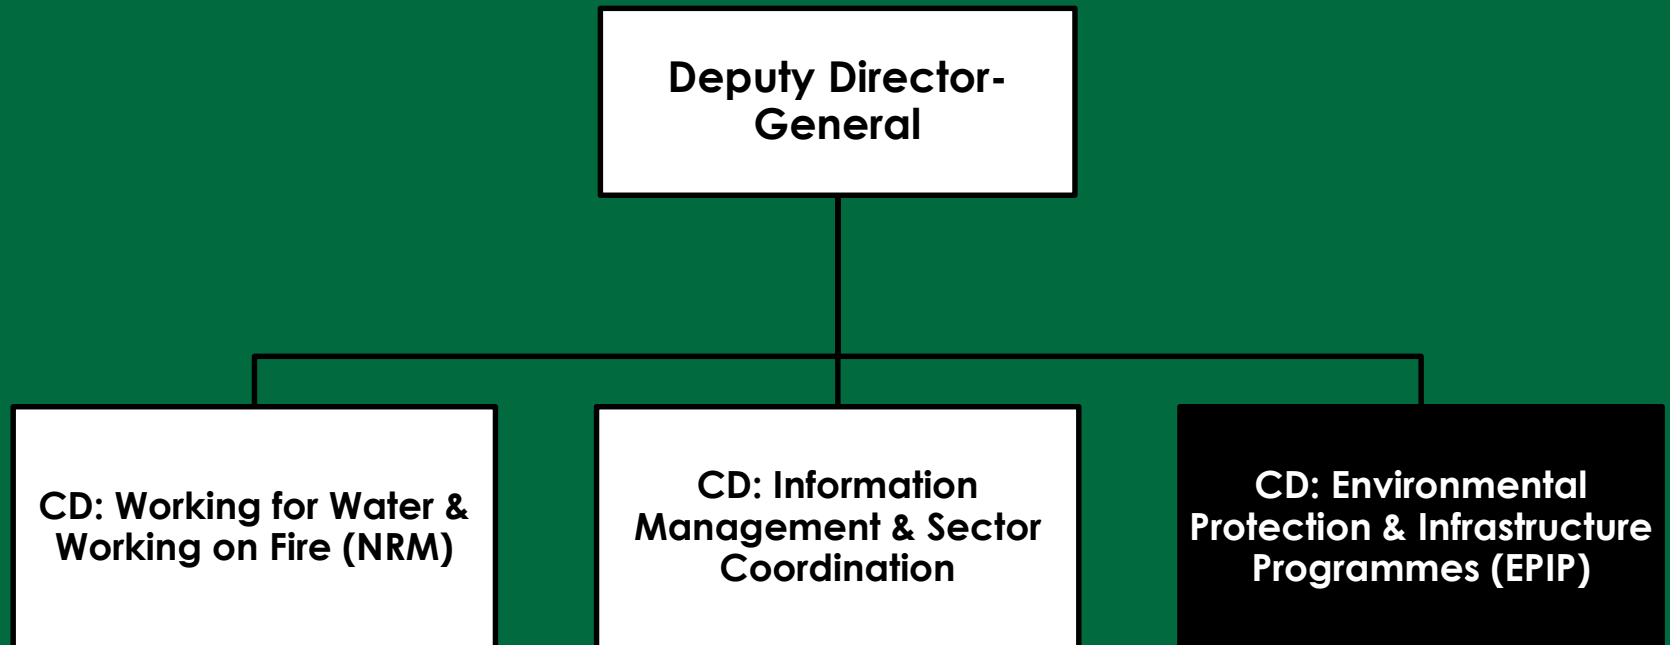 Deputy Director-
General
CD: Working for Water &
Working on Fire (NRM)
CD: Information
Management & Sector
Coordination
CD: Environmental
Protection & Infrastructure
Programmes (EPIP)